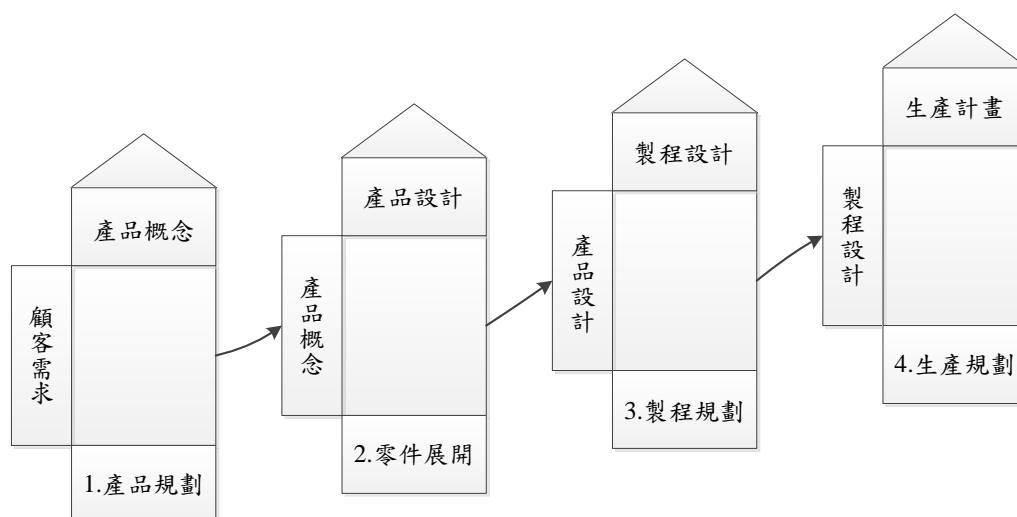 產品概念
顧客需求
1.產品規劃
產品設計
產品概念
2.零件展開
製程設計
產品設計
3.製程規劃
生產計畫
製程設計
4.生產規劃